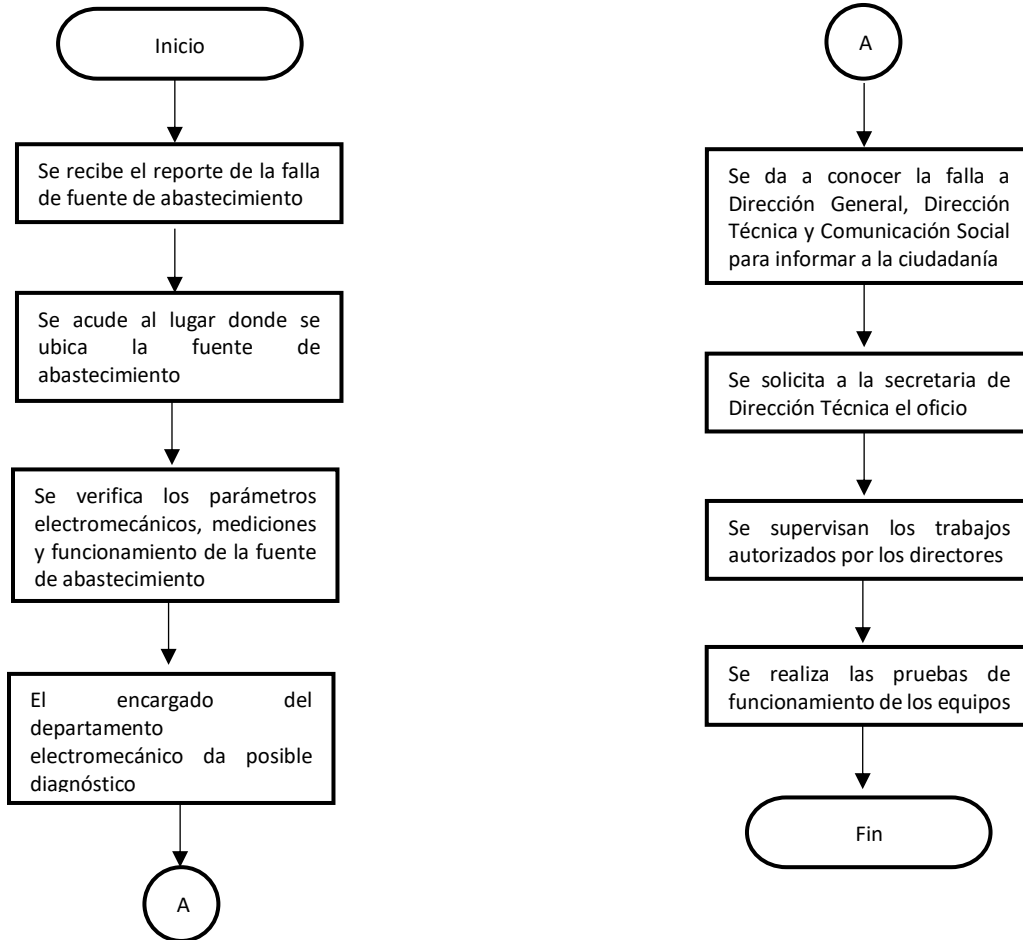 Inicio
Se recibe el reporte de la falla
de fuente de abastecimiento
Se acude al lugar donde se
ubica la fuente de
abastecimiento
Se verifica los parámetros
electromecánicos, mediciones
y funcionamiento de la fuente
de abastecimiento
El encargado del
departamento
electromecánico da posible
diagnóstico
A
A
Se da a conocer la falla a
Dirección General, Dirección
Técnica y Comunicación Social
para informar a la ciudadanía
Se solicita a la secretaria de
Dirección Técnica el oficio
Se supervisan los trabajos
autorizados por los directores
Se realiza las pruebas de
funcionamiento de los equipos
Fin